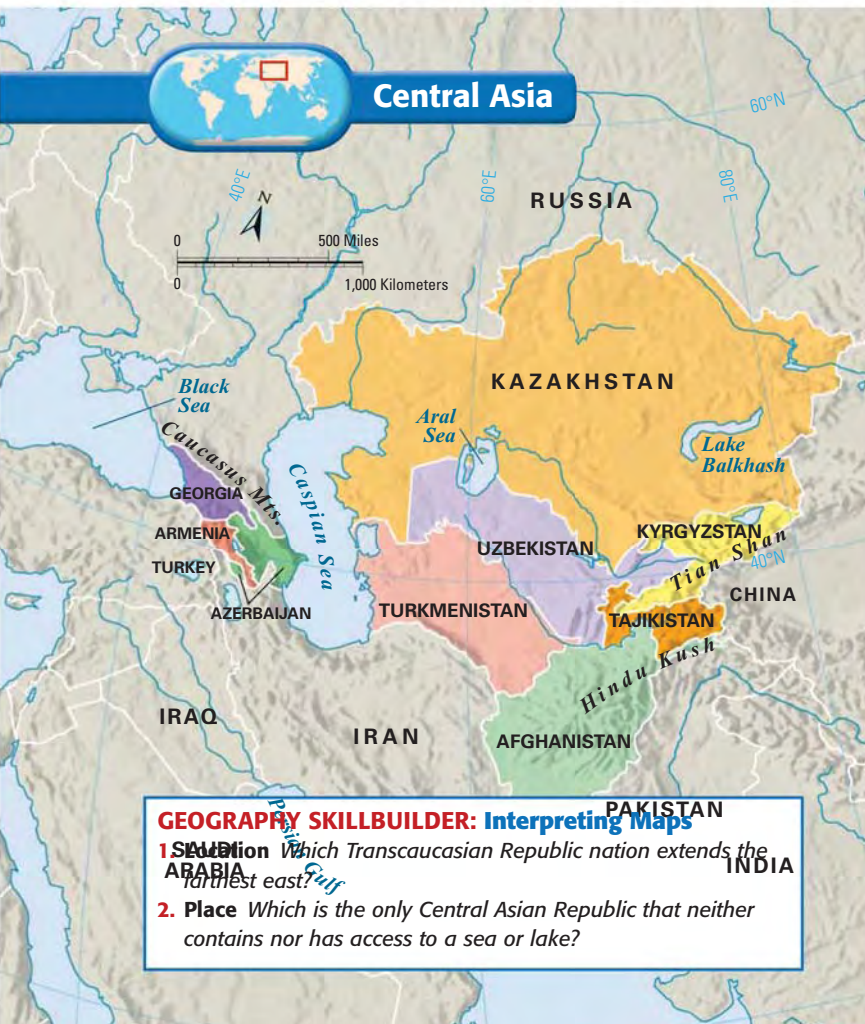 Central Asia
60°N
40°E
60°E
80°E
N
RUSSIA
0 500 Miles
0 1,000 Kilometers
KAZAKHSTAN
Black
Sea
Aral
Sea
Caucasus Mts.
Lake
Balkhash
Caspian Sea
GEORGIA
ARMENIA
KYRGYZSTAN
UZBEKISTAN
Tian Shan
40°N
TURKEY
CHINA
AZERBAIJAN
TURKMENISTAN
TAJIKISTAN
Hindu Kush
IRAQ
IRAN
AFGHANISTAN
PAKISTAN
Persian Gulf
SAUDI
ARABIA
INDIA
GEOGRAPHY SKILLBUILDER: Interpreting Maps
1. Location Which Transcaucasian Republic nation extends the
farthest east?
2. Place Which is the only Central Asian Republic that neither
contains nor has access to a sea or lake?